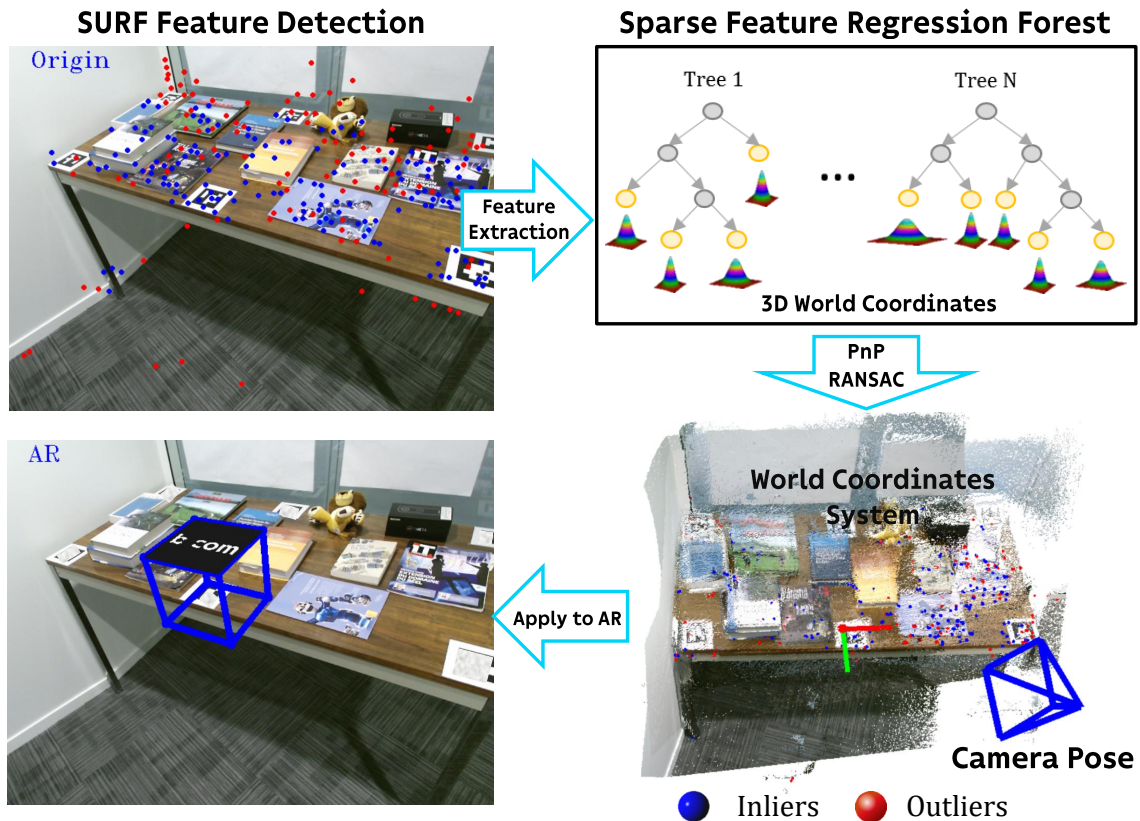 SURF Feature Detection
Sparse Feature Regression Forest
Origin
Tree 1
Tree N
...
Feature
Extraction
3D World Coordinates
PnP
RANSAC
AR
b com
World Coordinates
System
Apply to AR
Camera Pose
Inliers
Outliers